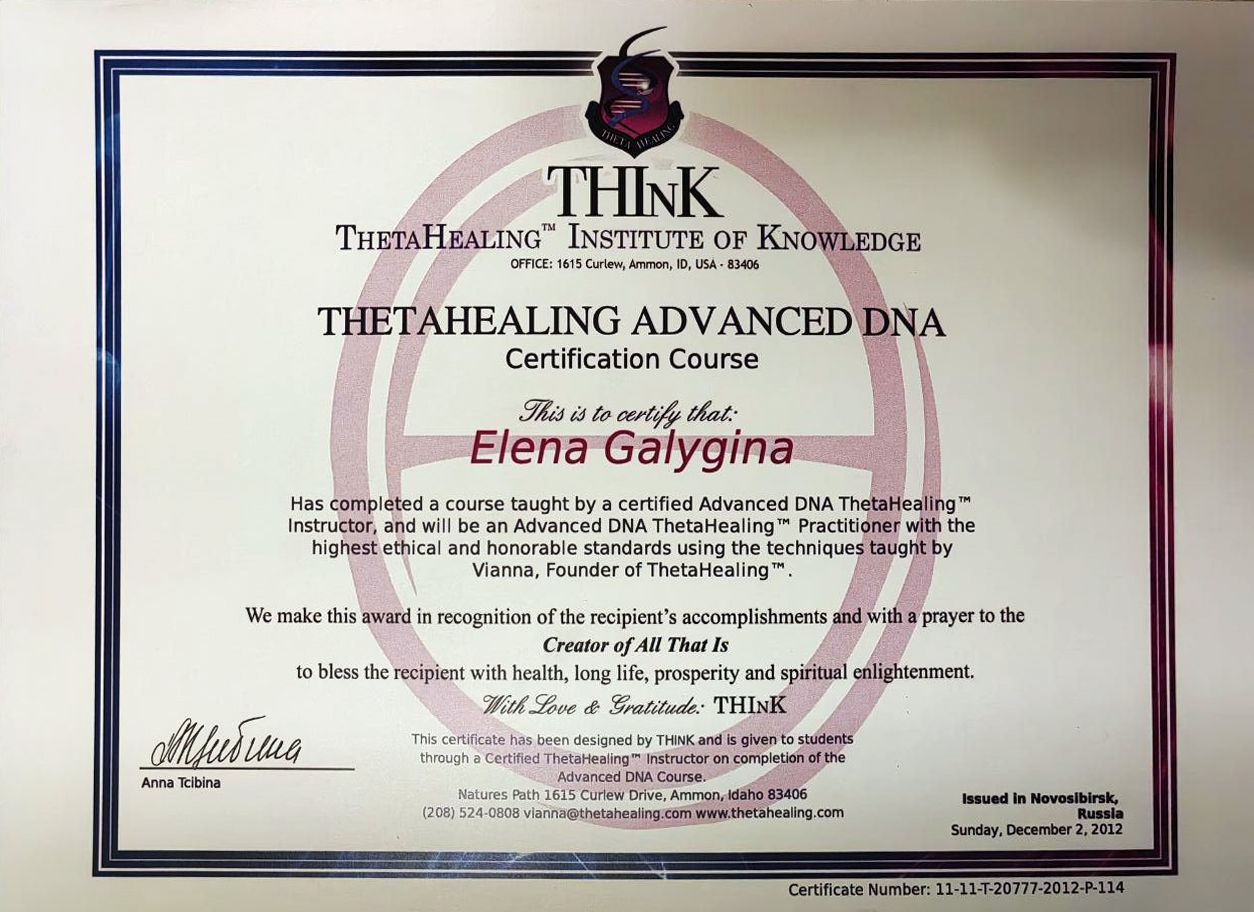 THETA HEALING
THInK
THETAHEALING™ INSTITUTE OF KNOWLEDGE
OFFICE: 1615 Curlew, Ammon, ID, USA - 83406
THETAHEALING ADVANCED DNA
Certification Course
This is to certify that:
Elena Galygina
Has completed a course taught by a certified Advanced DNA ThetaHealing™
Instructor, and will be an Advanced DNA ThetaHealing™ Practitioner with the
highest ethical and honorable standards using the techniques taught by
Vianna, Founder of ThetaHealing™.
We make this award in recognition of the recipient's accomplishments and with a prayer to the
Creator of All That Is
to bless the recipient with health, long life, prosperity and spiritual enlightenment.
With Love & Gratitude: THInK
This certificate has been designed by THINK and is given to students
through a Certified ThetaHealing™ Instructor on completion of the
Advanced DNA Course.
Natures Path 1615 Curlew Drive, Ammon, Idaho 83406
(208) 524-0808 vianna@thetahealing.com www.thetahealing.com
Anna Tcibina
Issued in Novosibirsk,
Russia
Sunday, December 2, 2012
Certificate Number: 11-11-T-20777-2012-P-114